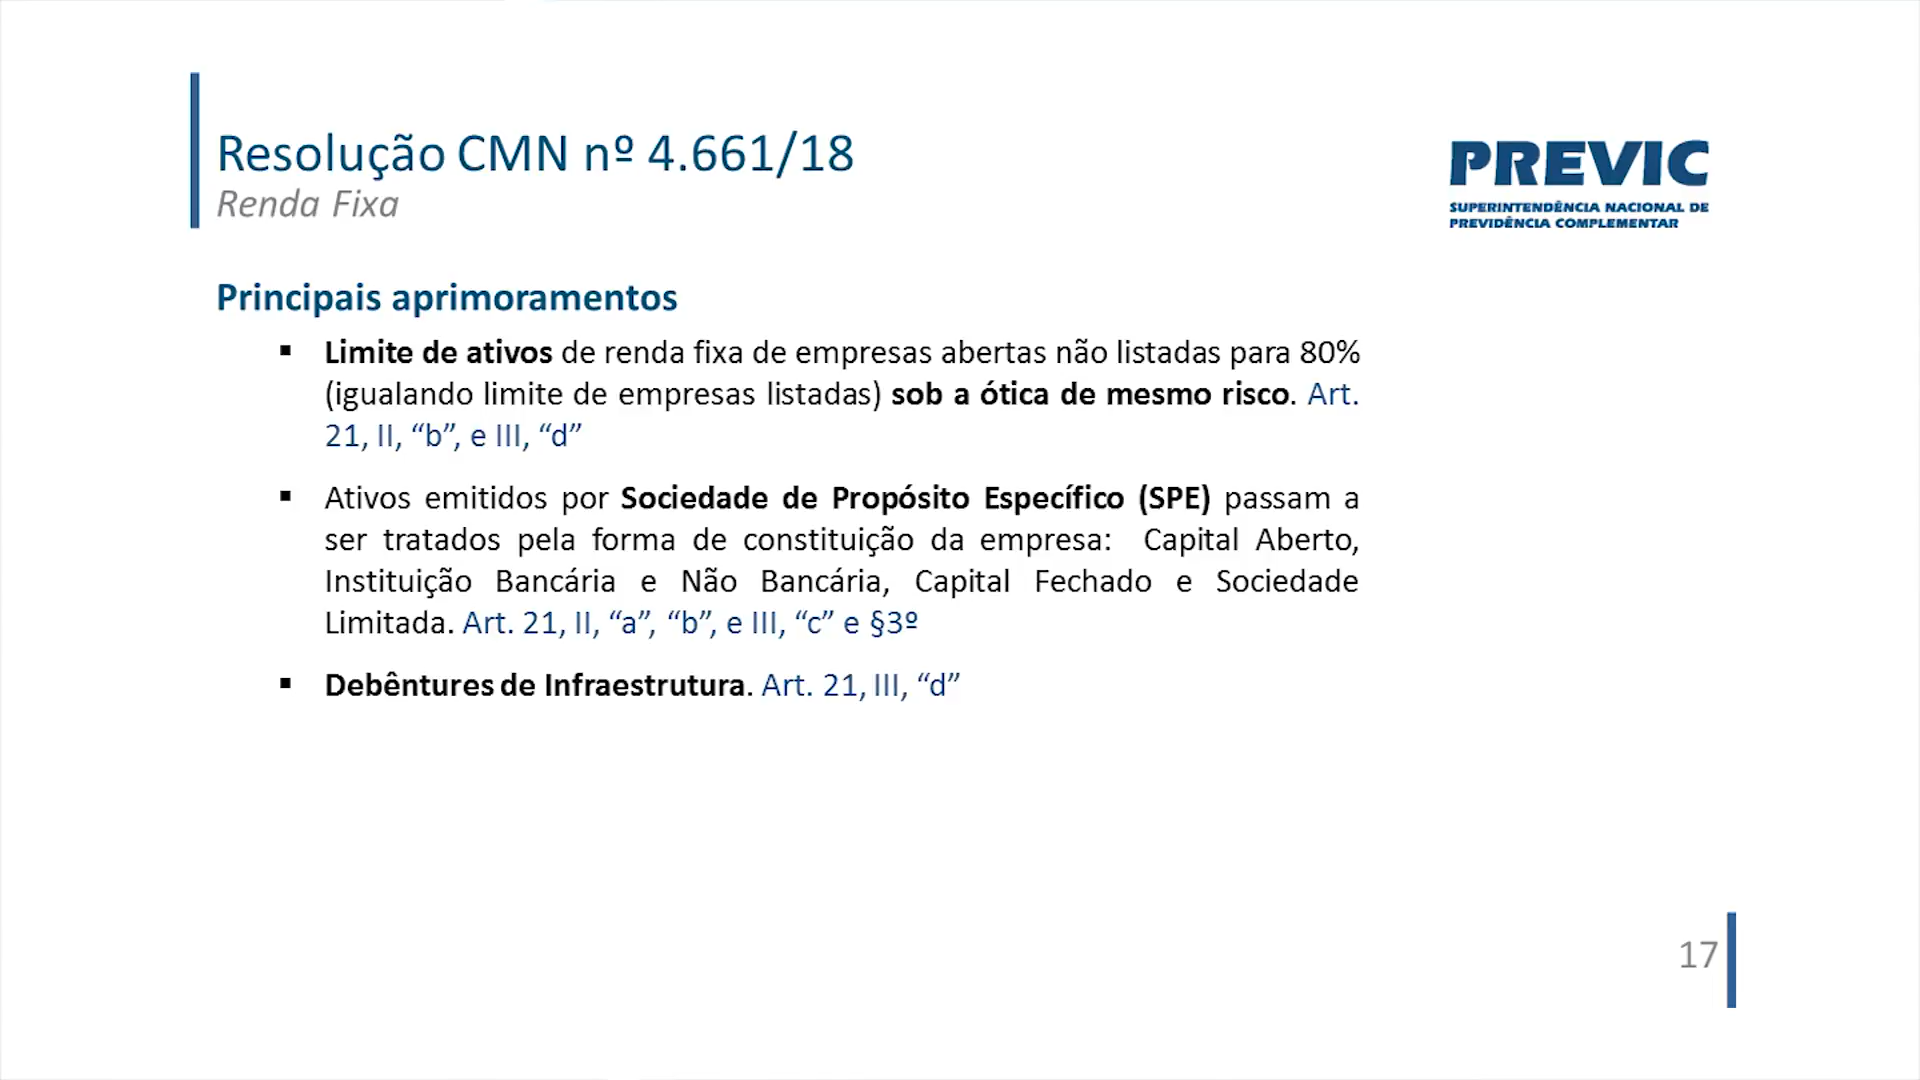 Resolução CMN nº 4.661/18
Renda Fixa
PREVIC
SUPERINTENDÊNCIA NACIONAL DE
PREVIDÊNCIA COMPLEMENTAR
Principais aprimoramentos
▪ Limite de ativos de renda fixa de empresas abertas não listadas para 80%
(igualando limite de empresas listadas) sob a ótica de mesmo risco. Art.
21, II, “b”, e III, “d”
▪ Ativos emitidos por Sociedade de Propósito Específico (SPE) passam a
ser tratados pela forma de constituição da empresa: Capital Aberto,
Instituição Bancária e Não Bancária, Capital Fechado e Sociedade
Limitada. Art. 21, II, “a”, “b”, e III, “c” e §3º
▪ Debêntures de Infraestrutura. Art. 21, III, “d”
17